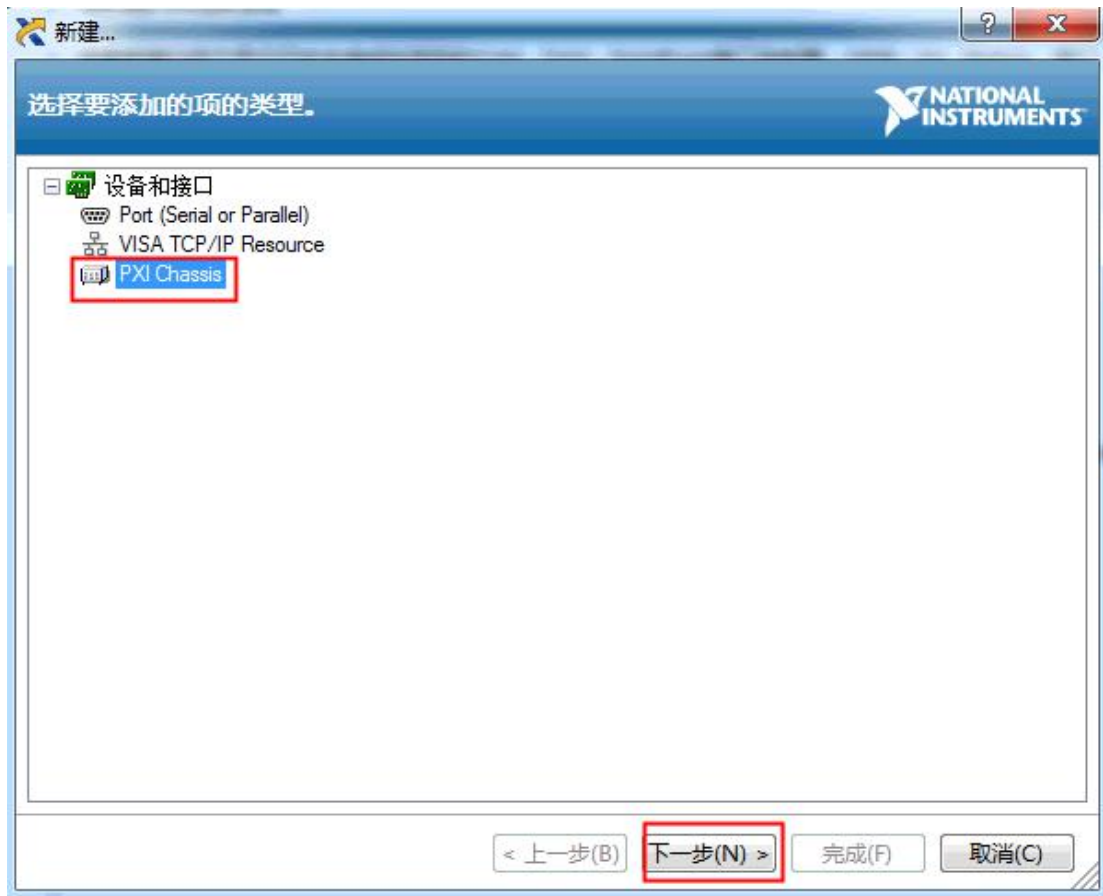 新建...
选择要添加的项的类型。
NATIONAL
INSTRUMENTS
设备和接口
Port (Serial or Parallel)
VISA TCP/IP Resource
PXI Chassis
< 上一步(B) 下一步(N) > 完成(F) 取消(C)